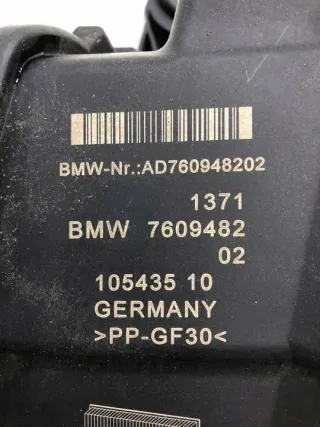 BMW-Nr.:AD760948202
1371
BMW 7609482
02
105435 10
GERMANY
>PP-GF30<